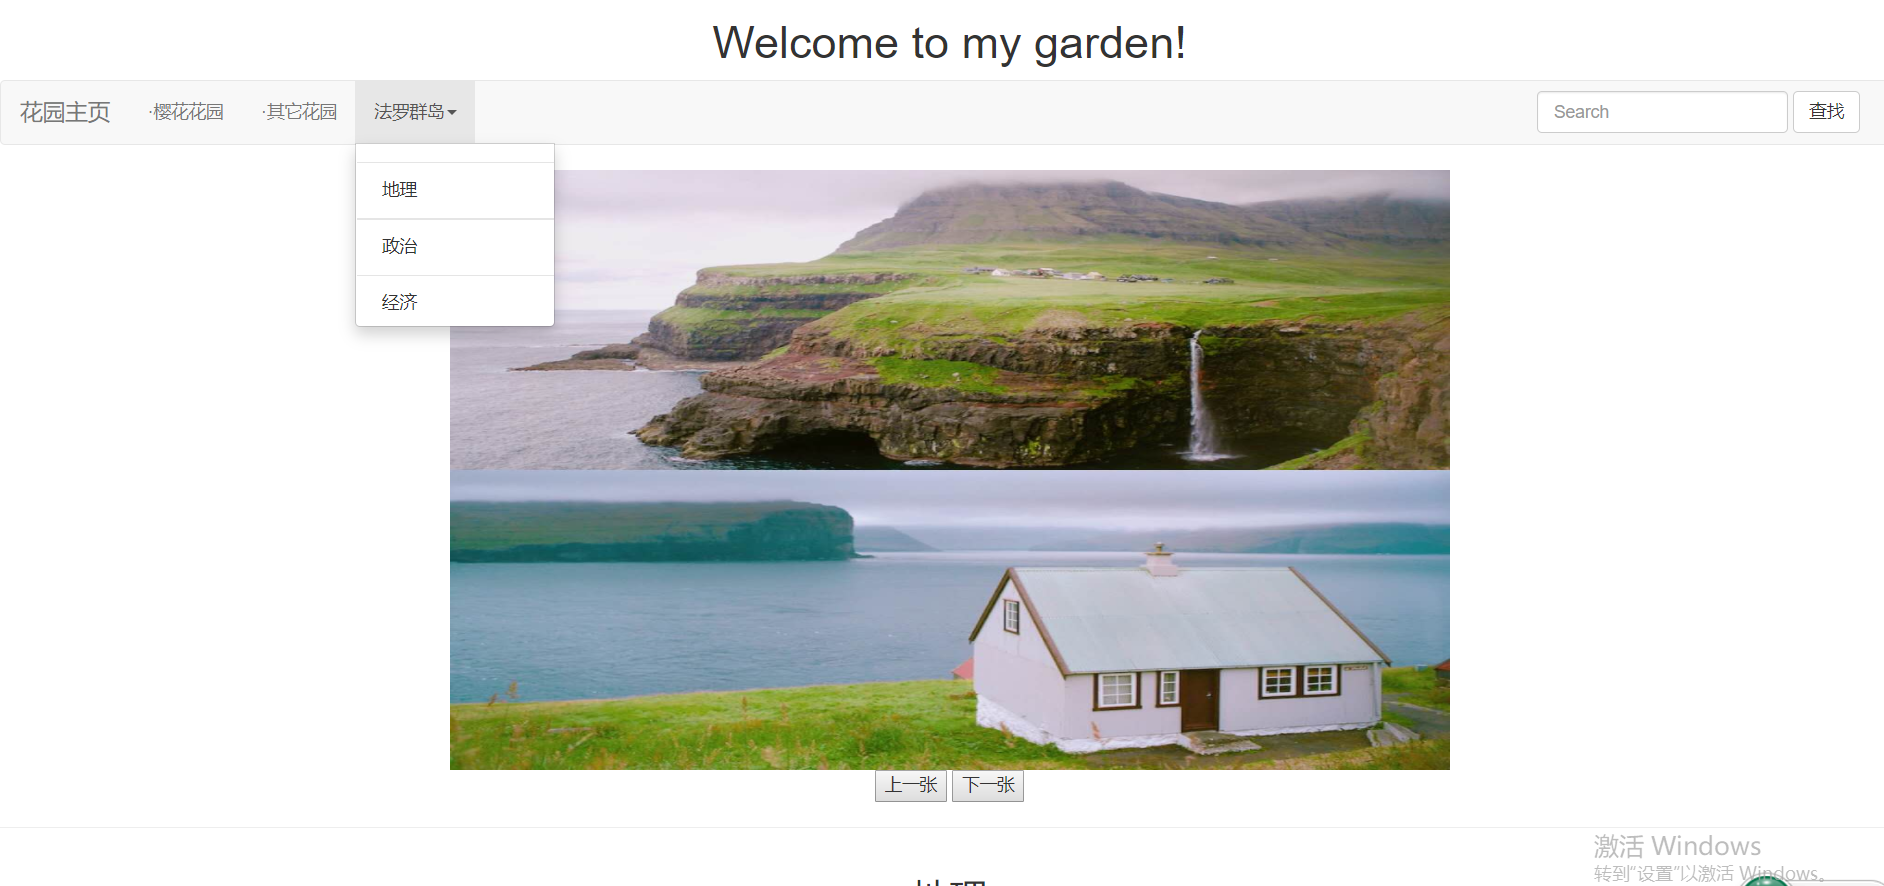 Welcome to my garden!
花园主页 ·樱花花园 ·其它花园 法罗群岛 Search 查找
地理
政治
经济
上一张 下一张
激活 Windows
转到“设置”以激活 Windows。
地理